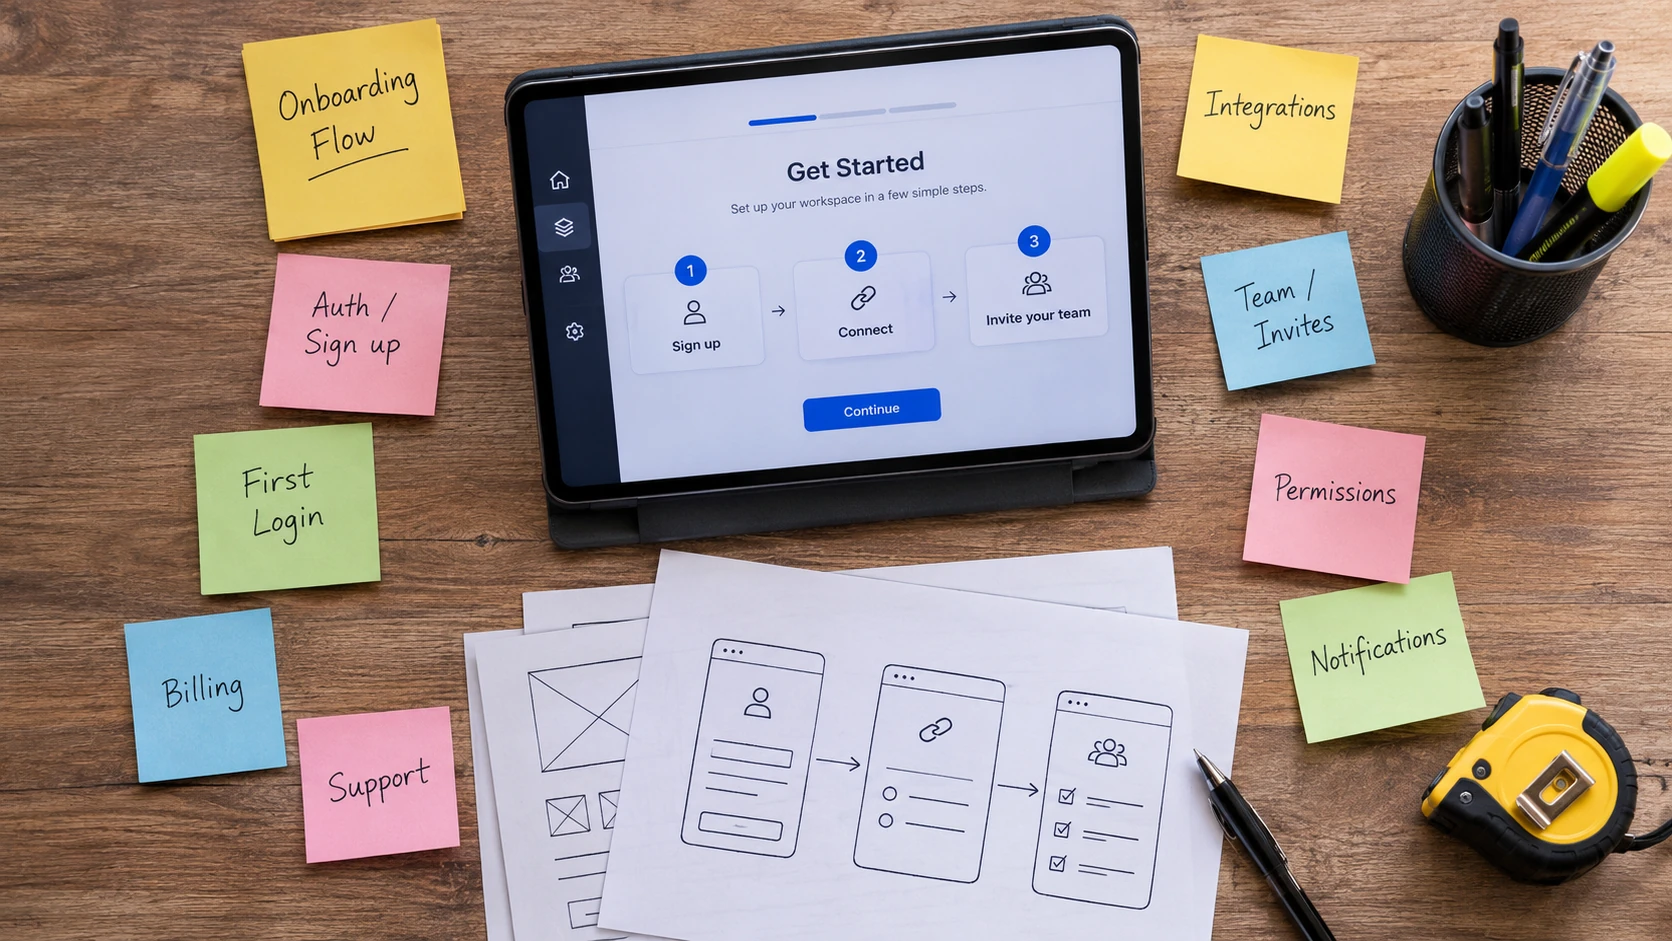 Onboarding
Flow
Auth /
Sign up
First
Login
Billing
Support
Get Started
Set up your workspace in a few simple steps.
1
2
3
Sign up
Connect
Invite your team
Continue
Integrations
Team /
Invites
Permissions
Notifications